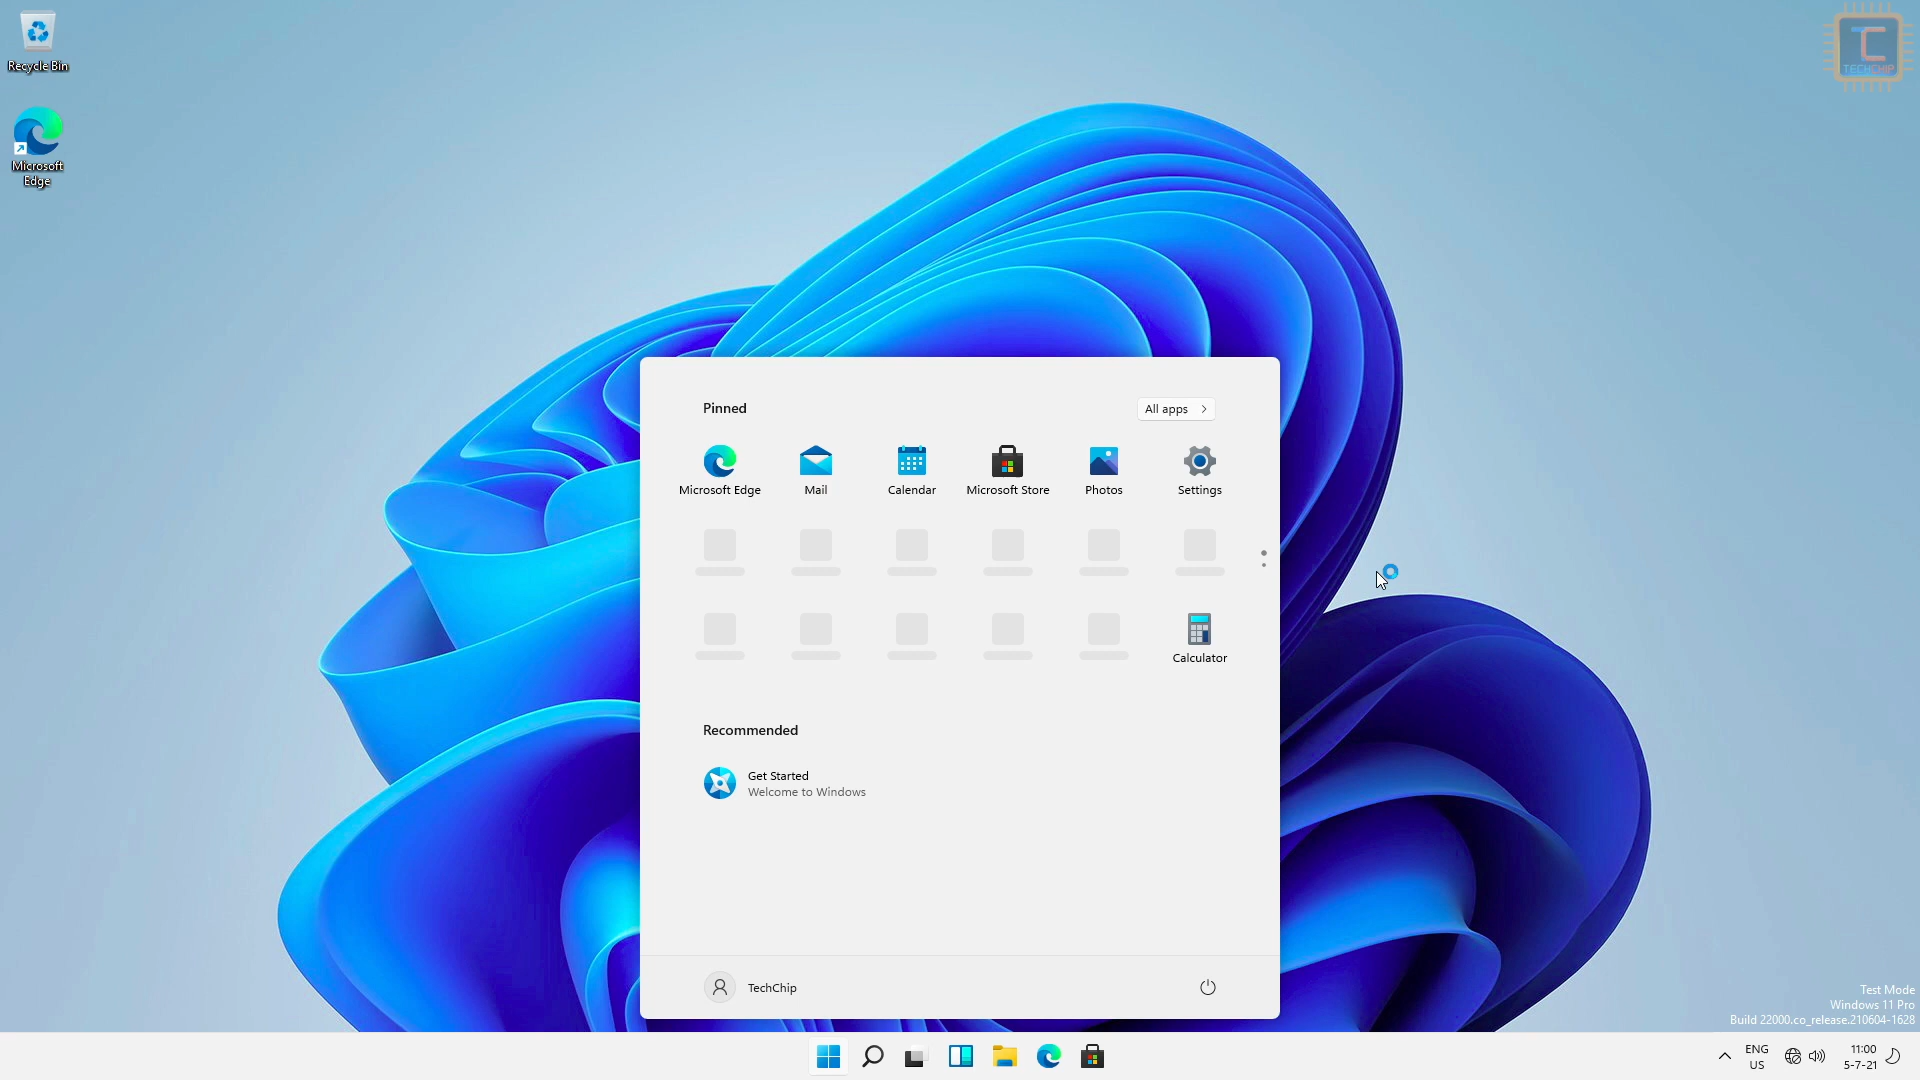 Recycle Bin
Microsoft
Edge
TC
TECHCHIP
Pinned
All apps
Microsoft Edge
Mail
Calendar
Microsoft Store
Photos
Settings
Calculator
Recommended
Get Started
Welcome to Windows
TechChip
Test Mode
Windows 11 Pro
Build 22000.co_release.210604-1628
ENG
US
11:00
5-7-21